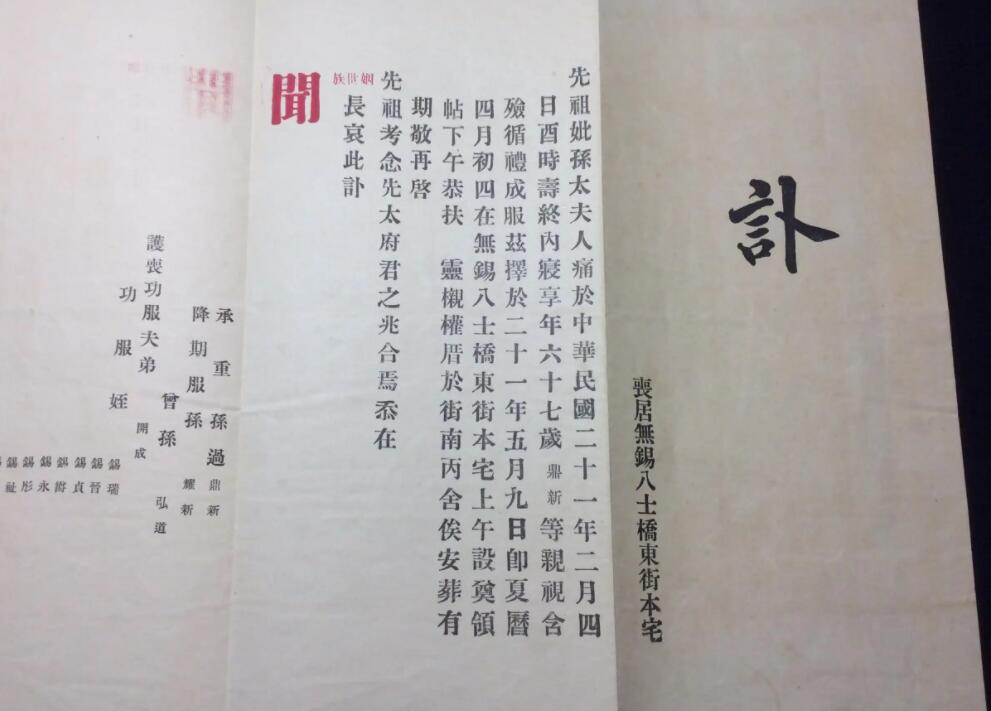 訃
喪居無錫八士橋東街本宅
先祖妣孫太夫人痛於中華民國二十一年二月四
日酉時壽終內寢享年六十七歲鼎新等親視含
殮循禮成服茲擇於二十一年五月九日卽夏曆
四月初四在無錫八士橋東街本宅上午設奠領
帖下午恭扶 靈櫬權厝於街南丙舍俟安葬有
期敬再啓
先祖考念先太府君之兆合焉忝在
姻世族
長哀此訃
聞
承重孫過鼎新
降期服孫耀新
曾孫弘道
護喪功服夫弟開成
功服姪
錫瑞
錫晉
錫貞
錫爵
錫永
錫彤
錫祉